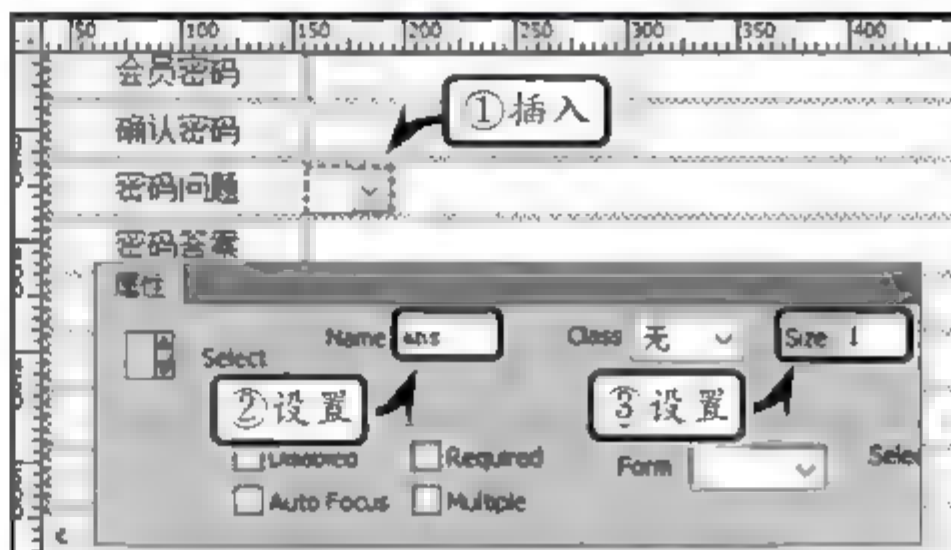 50 100 150 200 250 300 350 400
会员密码
①插入
确认密码
密码问题
密码答案
属性
Name ans Class 无 Size 1
Select
②设置 ③设置
Disabled Required Form
Auto Focus Multiple